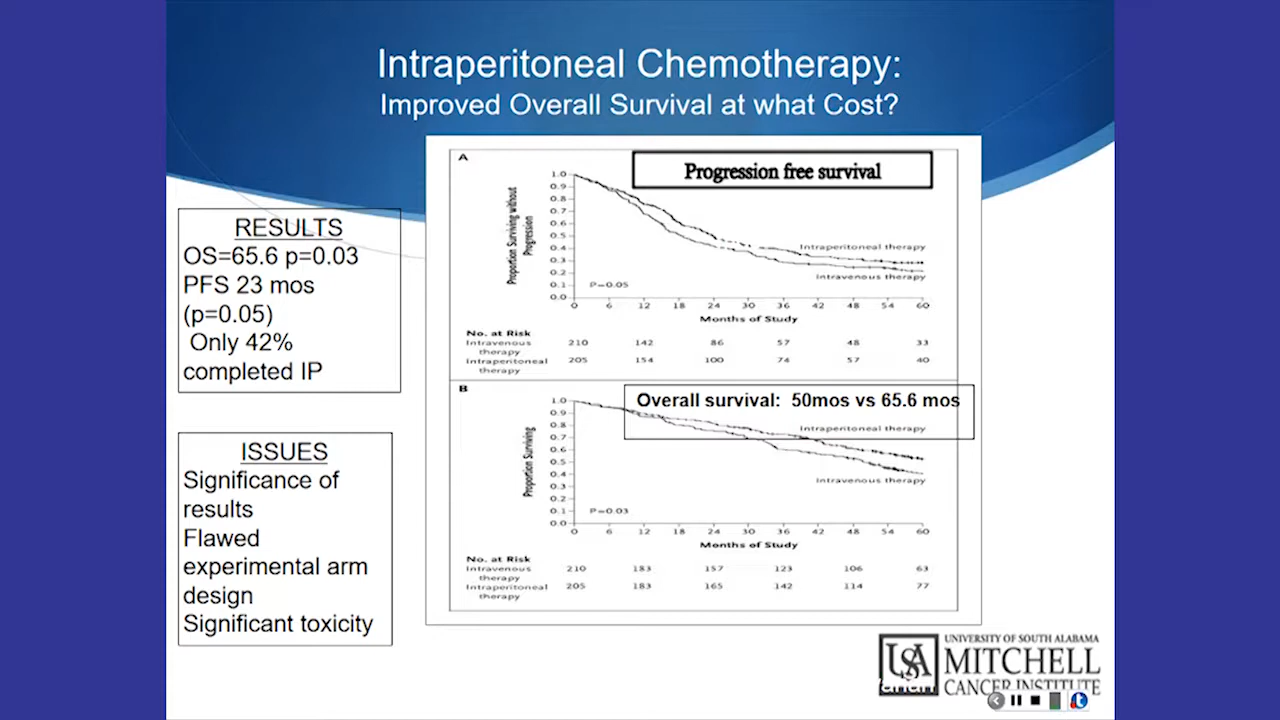 Intraperitoneal Chemotherapy:
Improved Overall Survival at what Cost?
RESULTS
OS=65.6 p=0.03
PFS 23 mos
(p=0.05)
Only 42%
completed IP
ISSUES
Significance of
results
Flawed
experimental arm
design
Significant toxicity
A
Progression free survival
Proportion Surviving without
Progression
1.0
0.9
0.8
0.7
0.6
0.5
0.4
0.3
0.2
0.1
0.0
Intraperitoneal therapy
Intravenous therapy
P=0.05
0 6 12 18 24 30 36 42 48 54 60
Months of Study
No. at Risk
Intravenous therapy 210 142 86 57 48 33
Intraperitoneal therapy 205 154 100 74 57 40
B
Overall survival: 50mos vs 65.6 mos
Proportion Surviving
1.0
0.9
0.8
0.7
0.6
0.5
0.4
0.3
0.2
0.1
0.0
Intraperitoneal therapy
Intravenous therapy
P=0.03
0 6 12 18 24 30 36 42 48 54 60
Months of Study
No. at Risk
Intravenous therapy 210 183 157 123 106 63
Intraperitoneal therapy 205 183 165 142 114 77
USA
UNIVERSITY OF SOUTH ALABAMA
MITCHELL
CANCER INSTITUTE